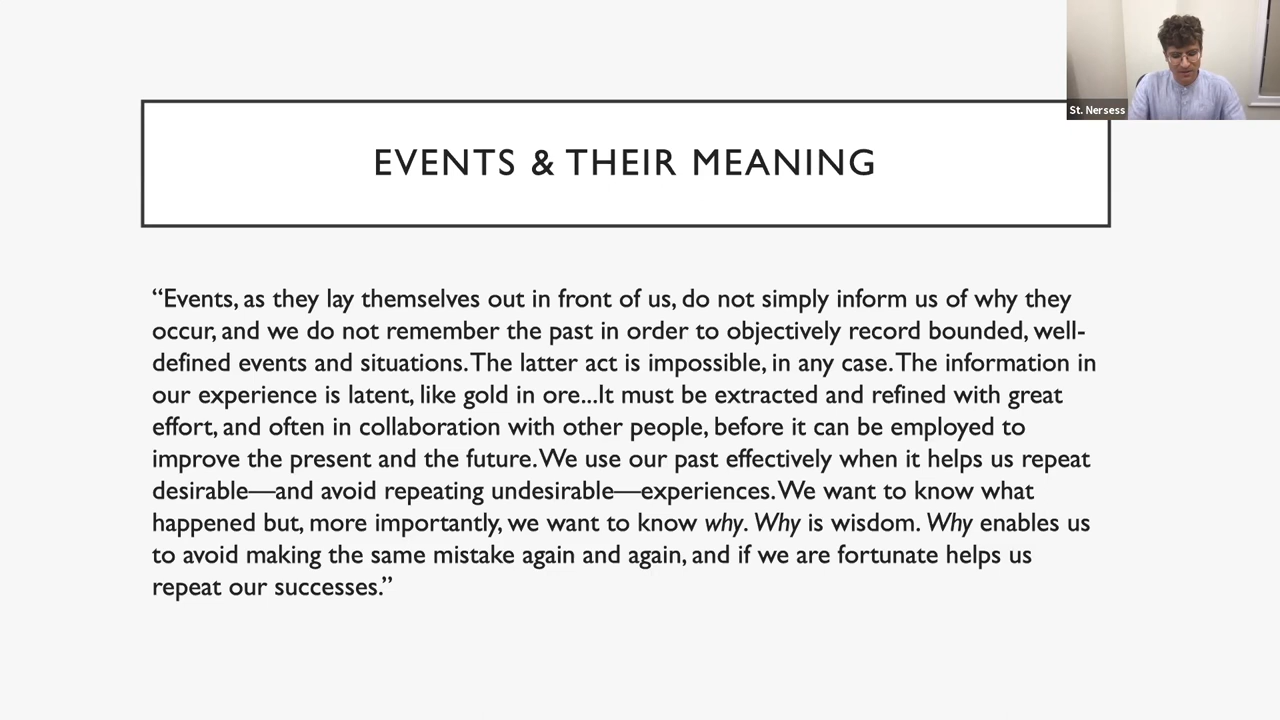 St. Nersess
EVENTS & THEIR MEANING
“Events, as they lay themselves out in front of us, do not simply inform us of why they
occur, and we do not remember the past in order to objectively record bounded, well-
defined events and situations. The latter act is impossible, in any case. The information in
our experience is latent, like gold in ore...It must be extracted and refined with great
effort, and often in collaboration with other people, before it can be employed to
improve the present and the future. We use our past effectively when it helps us repeat
desirable—and avoid repeating undesirable—experiences. We want to know what
happened but, more importantly, we want to know why. Why is wisdom. Why enables us
to avoid making the same mistake again and again, and if we are fortunate helps us
repeat our successes.”